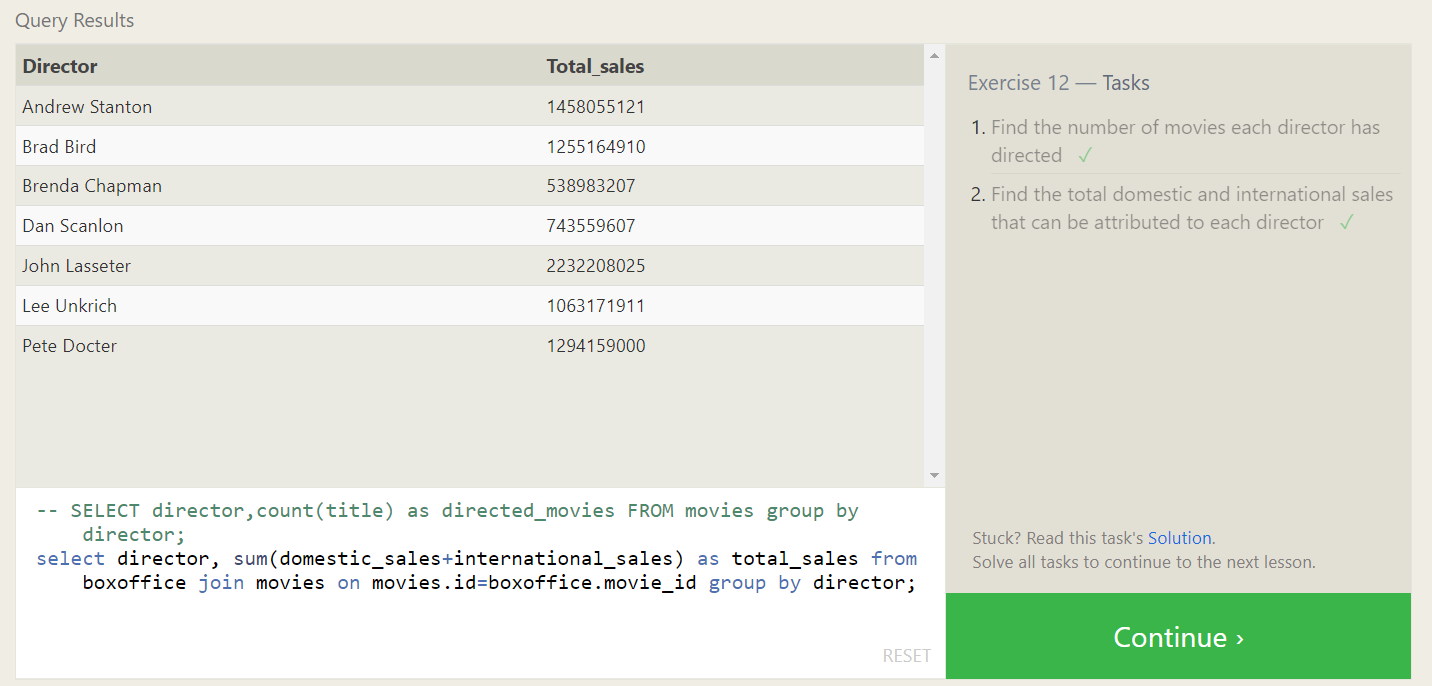 Query Results
Director Total_sales
Andrew Stanton 1458055121
Brad Bird 1255164910
Brenda Chapman 538983207
Dan Scanlon 743559607
John Lasseter 2232208025
Lee Unkrich 1063171911
Pete Docter 1294159000
-- SELECT director,count(title) as directed_movies FROM movies group by
director;
select director, sum(domestic_sales+international_sales) as total_sales from
boxoffice join movies on movies.id=boxoffice.movie_id group by director;
RESET
Exercise 12 — Tasks
1. Find the number of movies each director has
directed ✓
2. Find the total domestic and international sales
that can be attributed to each director ✓
Stuck? Read this task's Solution.
Solve all tasks to continue to the next lesson.
Continue ›